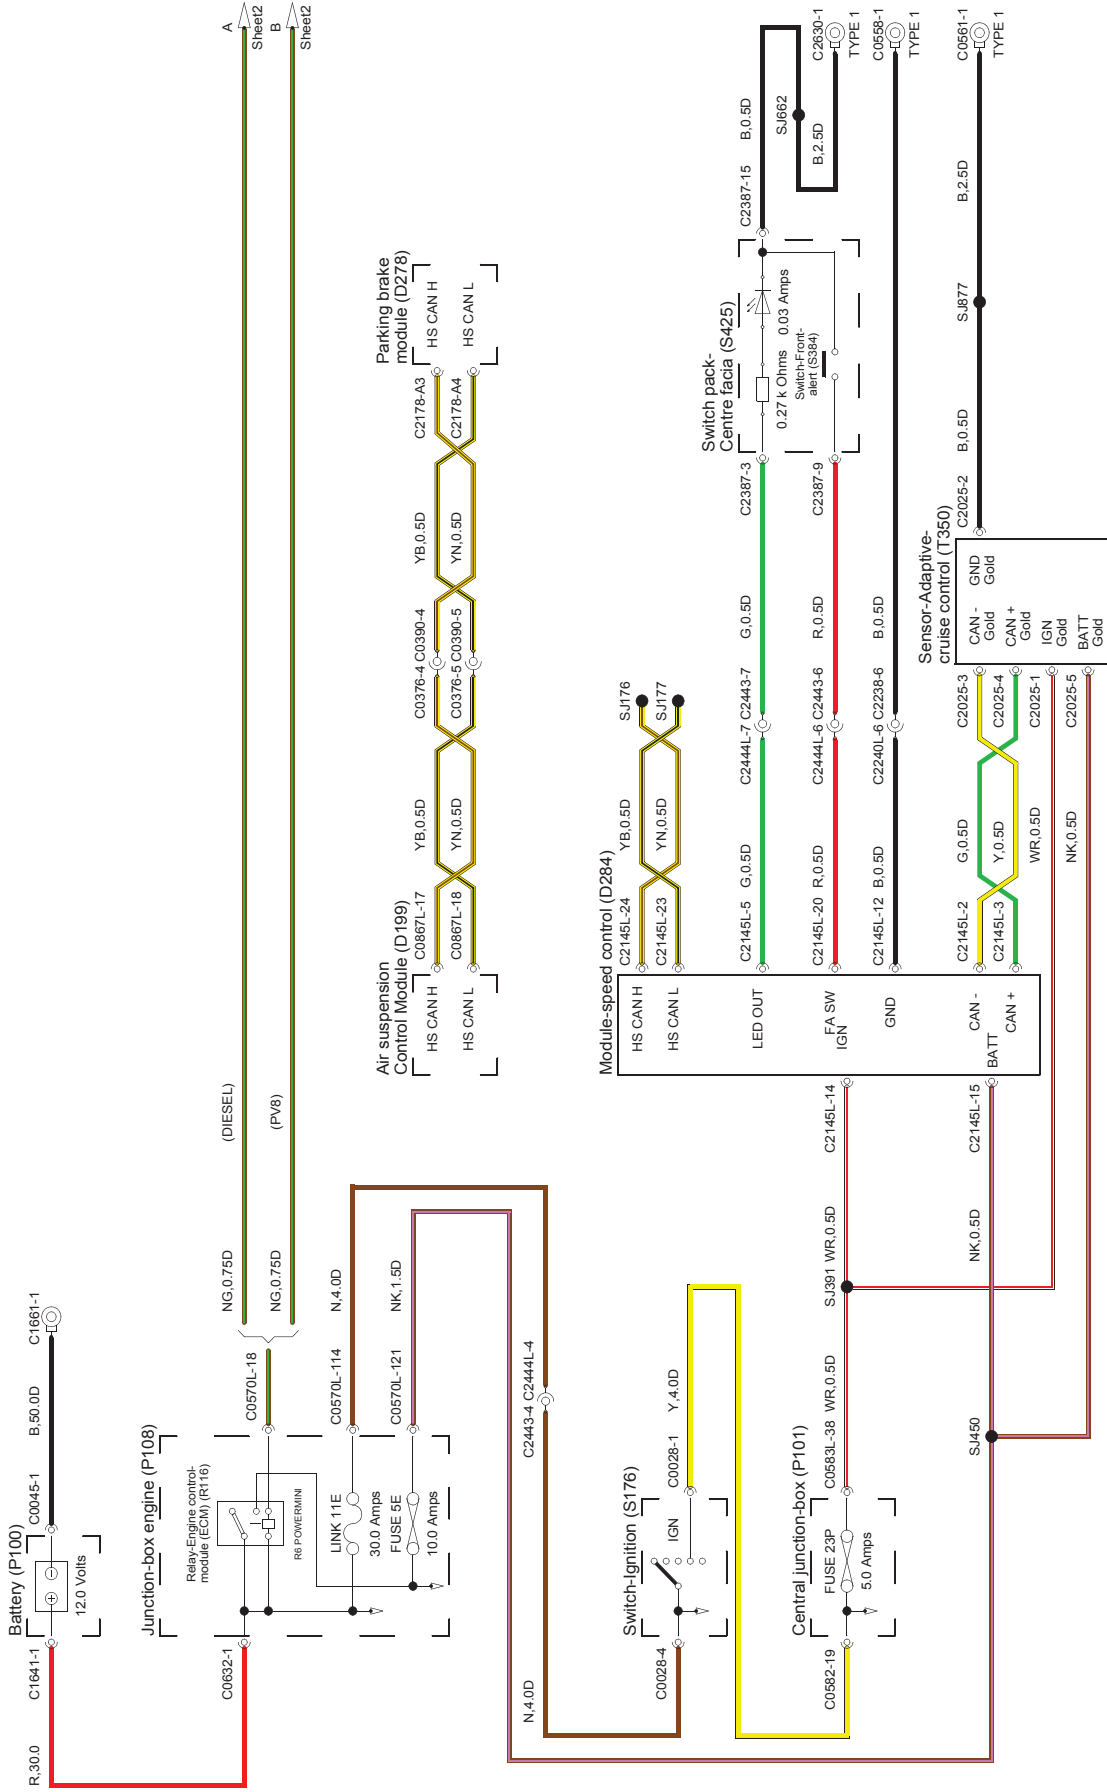 A
Sheet2
B
Sheet2
(DIESEL)
(PV8)
NG,0.75D
NG,0.75D
C0570L-18
C1661-1
B,50.0D
C0045-1
Battery (P100)
12.0 Volts
C1641-1
R,30.0
Junction-box engine (P108)
Relay-Engine control-
module (ECM) (R116)
R6 POWERMINI
LINK 11E
30.0 Amps
FUSE 5E
10.0 Amps
C0632-1
C0570L-114
N,4.0D
C0570L-121
NK,1.5D
C2443-4
C2444L-4
N,4.0D
Parking brake
module (D278)
HS CAN H
HS CAN L
C2178-A3
C2178-A4
YB,0.5D
YN,0.5D
C0390-4
C0390-5
C0376-4
C0376-5
YB,0.5D
YN,0.5D
C0867L-17
C0867L-18
Air suspension
Control Module (D199)
HS CAN H
HS CAN L
Switch-Ignition (S176)
IGN
C0028-1
Y,4.0D
C0028-4
Central junction-box (P101)
FUSE 23P
5.0 Amps
C0582-19
C0583L-38
WR,0.5D
SJ391
WR,0.5D
C2145L-14
SJ450
NK,0.5D
C2145L-15
Module-speed control (D284)
HS CAN H
HS CAN L
LED OUT
FA SW
IGN
GND
CAN -
BATT
CAN +
C2145L-24
YB,0.5D
SJ176
C2145L-23
YN,0.5D
SJ177
C2145L-5
G,0.5D
C2444L-7
C2443-7
G,0.5D
C2387-3
C2145L-20
R,0.5D
C2444L-6
C2443-6
R,0.5D
C2387-9
C2145L-12
B,0.5D
C2240L-6
C2238-6
B,0.5D
C2145L-2
G,0.5D
C2025-3
C2145L-3
Y,0.5D
C2025-4
WR,0.5D
C2025-1
NK,0.5D
C2025-5
Switch pack-
Centre facia (S425)
0.27 k Ohms
0.03 Amps
Switch-Front-
alert (S384)
C2387-15
B,0.5D
SJ662
B,2.5D
C2630-1
TYPE 1
C0558-1
TYPE 1
C0561-1
TYPE 1
B,2.5D
SJ877
B,0.5D
C2025-2
Sensor-Adaptive-
cruise control (T350)
CAN -
Gold
GND
Gold
CAN +
Gold
IGN
Gold
BATT
Gold